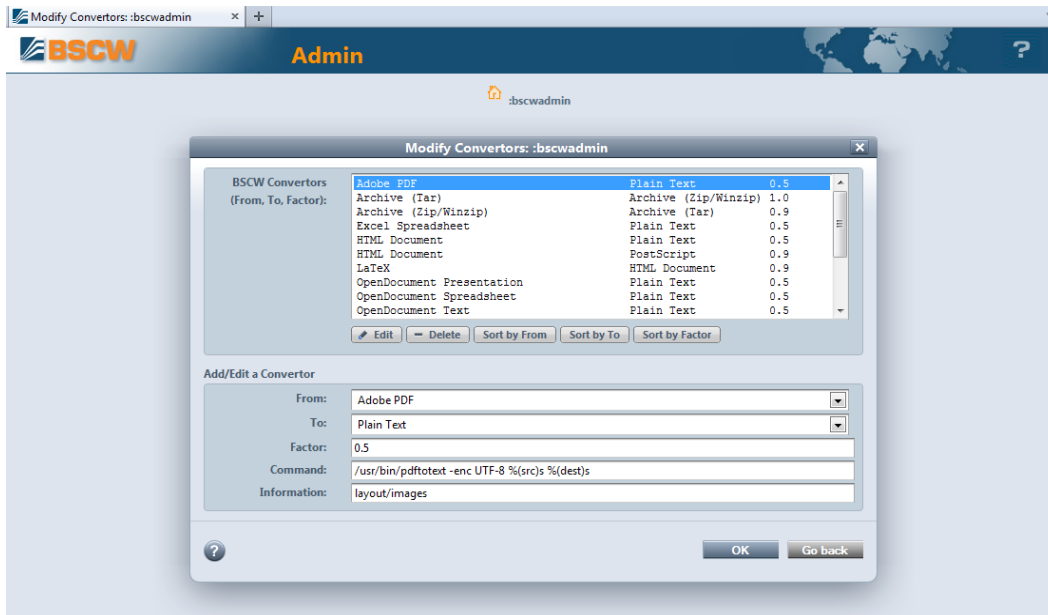 Modify Convertors: :bscwadmin × +
BSCW Admin ?
:bscwadmin
Modify Convertors: :bscwadmin
BSCW Convertors
(From, To, Factor):
Adobe PDF Plain Text 0.5
Archive (Tar) Archive (Zip/Winzip) 1.0
Archive (Zip/Winzip) Archive (Tar) 0.9
Excel Spreadsheet Plain Text 0.5
HTML Document Plain Text 0.5
HTML Document PostScript 0.9
LaTeX HTML Document 0.9
OpenDocument Presentation Plain Text 0.5
OpenDocument Spreadsheet Plain Text 0.5
OpenDocument Text Plain Text 0.5
Edit Delete Sort by From Sort by To Sort by Factor
Add/Edit a Convertor
From: Adobe PDF
To: Plain Text
Factor: 0.5
Command: /usr/bin/pdftotext -enc UTF-8 %(src)s %(dest)s
Information: layout/images
? OK Go back